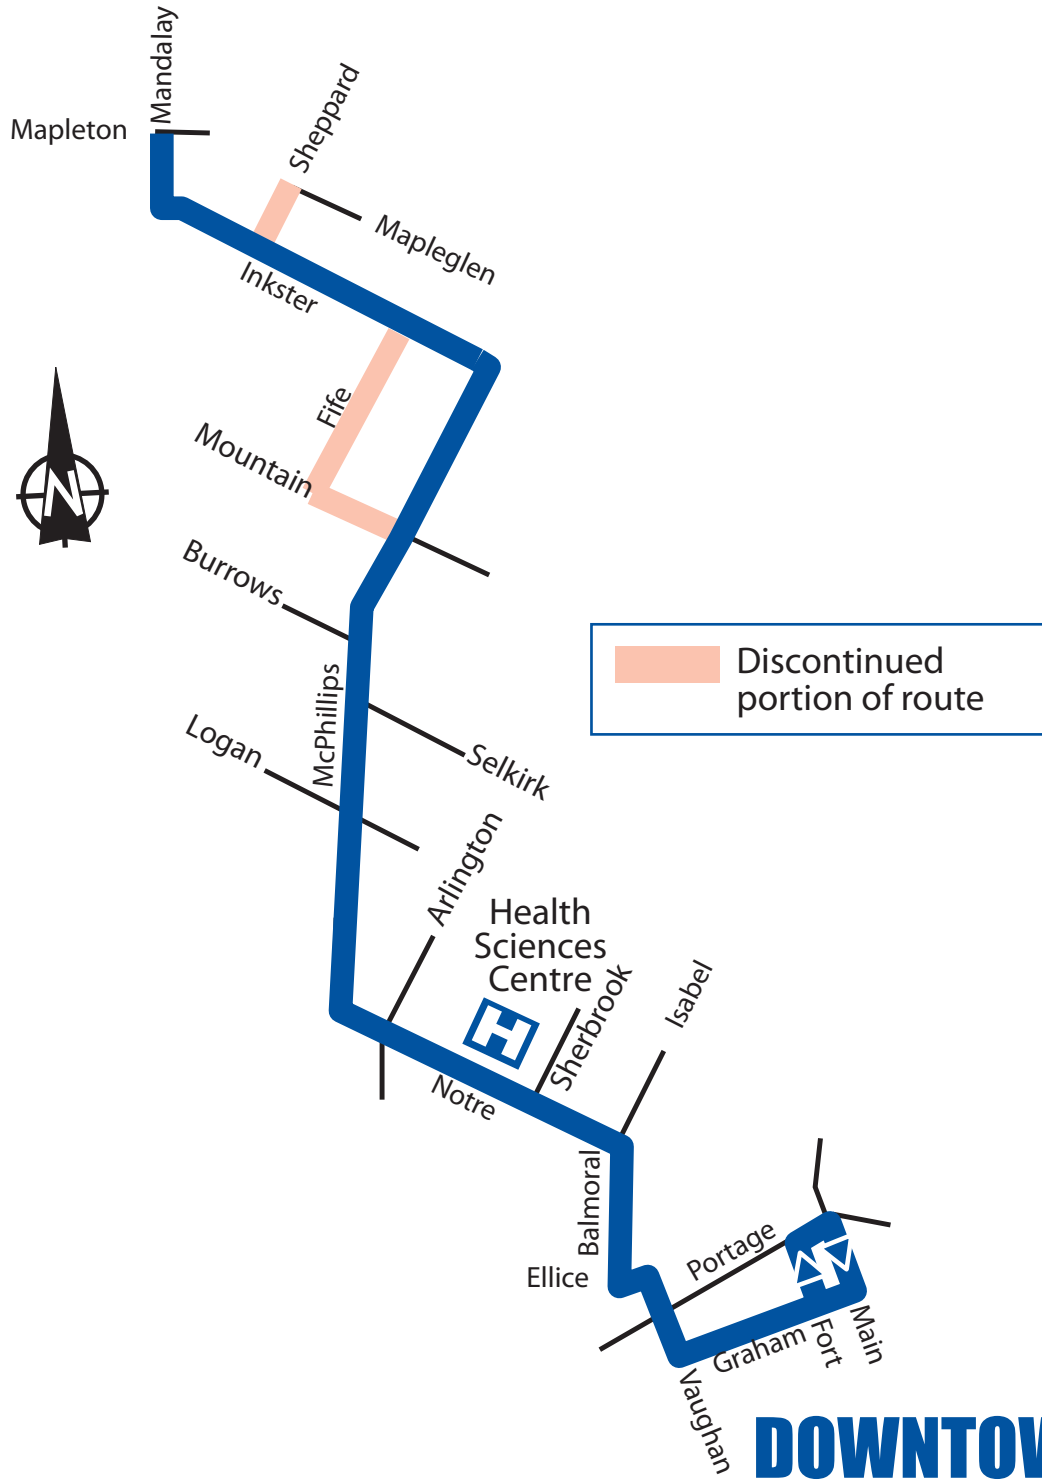 Mandalay
Mapleton
Sheppard
Mapleglen
Inkster
Fife
Mountain
N
Burrows
Discontinued
portion of route
McPhillips
Logan
Selkirk
Arlington
Health
Sciences
Centre
H
Sherbrook
Isabel
Notre
Balmoral
Portage
Ellice
Graham
Fort
Main
Vaughan
DOWNTOW